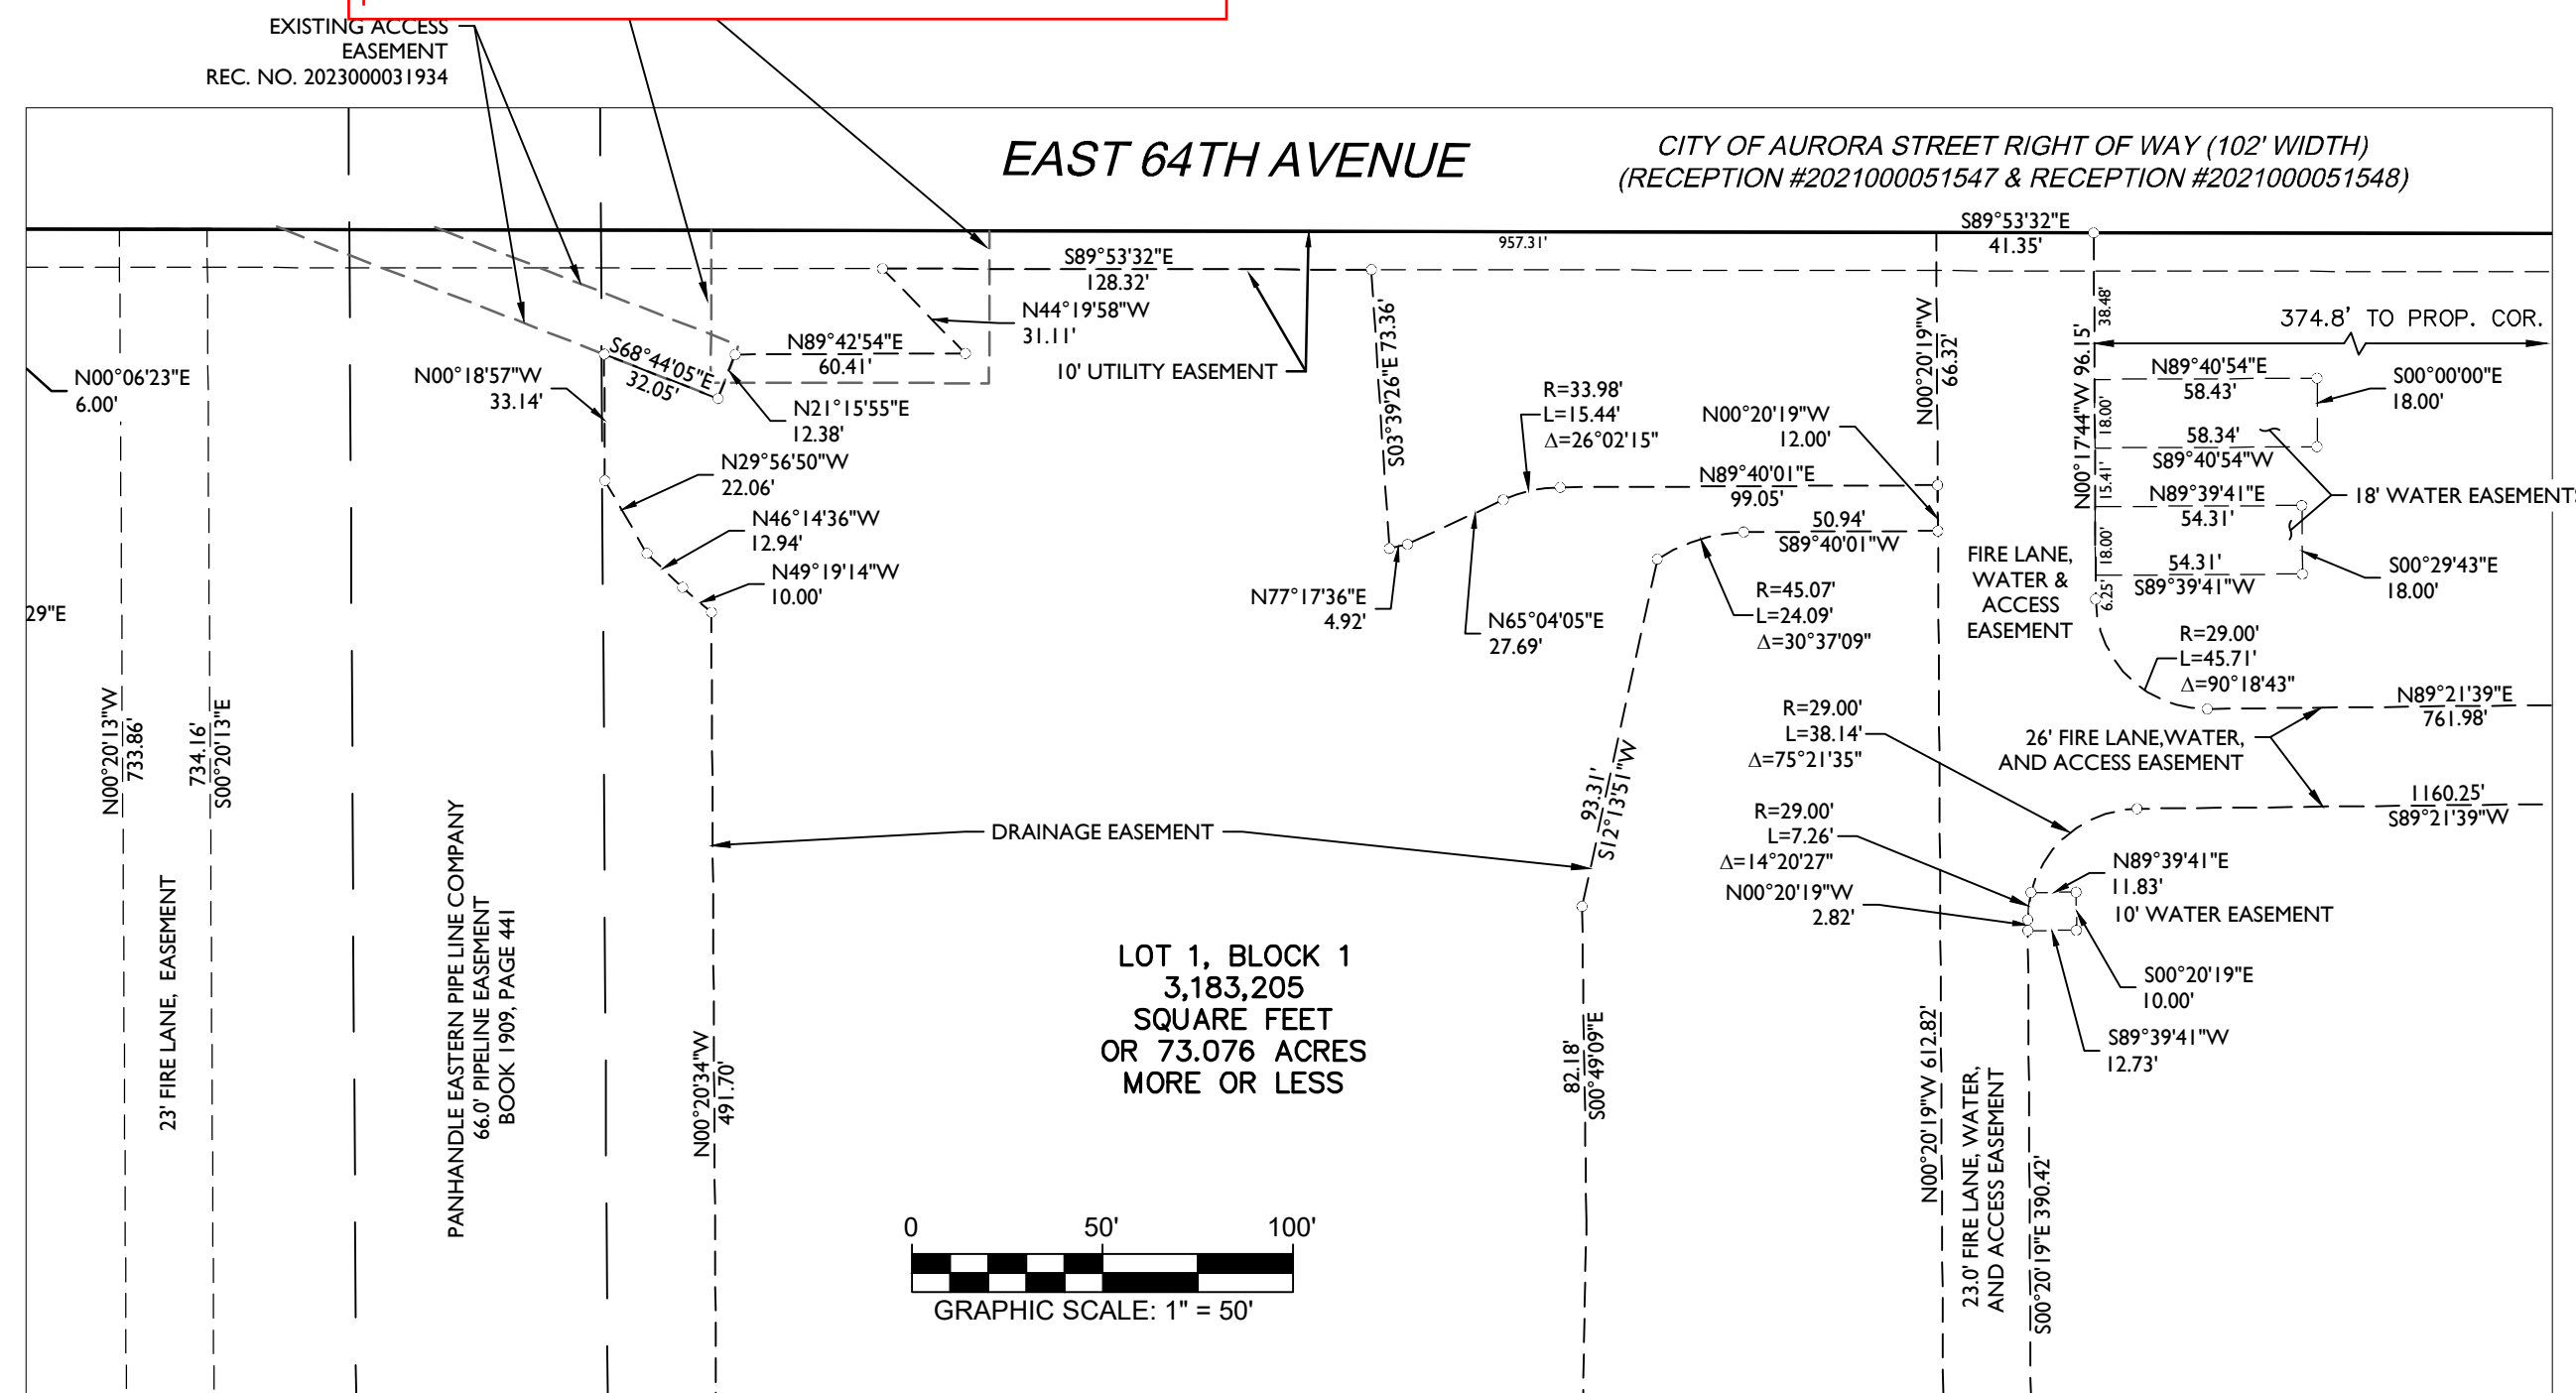 EXISTING ACCESS
EASEMENT
REC. NO. 2023000031934
EAST 64TH AVENUE
CITY OF AURORA STREET RIGHT OF WAY (102' WIDTH)
(RECEPTION #2021000051547 & RECEPTION #2021000051548)
S89°53'32"E
41.35'
957.31'
S89°53'32"E
128.32'
N44°19'58"W
31.11'
N89°42'54"E
60.41'
10' UTILITY EASEMENT
S68°44'05"E
32.05'
N00°18'57"W
33.14'
N21°15'55"E
12.38'
N00°06'23"E
6.00'
N29°56'50"W
22.06'
N46°14'36"W
12.94'
N49°19'14"W
10.00'
29"E
S03°39'26"E 73.36'
R=33.98'
L=15.44'
Δ=26°02'15"
N00°20'19"W
12.00'
N00°20'19"W
66.32'
N89°40'01"E
99.05'
50.94'
S89°40'01"W
N77°17'36"E
4.92'
N65°04'05"E
27.69'
R=45.07'
L=24.09'
Δ=30°37'09"
38.48'
N00°17'44"W 96.15'
18.00'
15.41'
18.00'
6.25'
374.8' TO PROP. COR.
N89°40'54"E
58.43'
S00°00'00"E
18.00'
58.34'
S89°40'54"W
18' WATER EASEMENTS
N89°39'41"E
54.31'
54.31'
S89°39'41"W
S00°29'43"E
18.00'
FIRE LANE,
WATER &
ACCESS
EASEMENT
R=29.00'
L=45.71'
Δ=90°18'43"
N89°21'39"E
761.98'
26' FIRE LANE,WATER,
AND ACCESS EASEMENT
1160.25'
S89°21'39"W
R=29.00'
L=38.14'
Δ=75°21'35"
R=29.00'
L=7.26'
Δ=14°20'27"
N00°20'19"W
2.82'
N89°39'41"E
11.83'
10' WATER EASEMENT
S00°20'19"E
10.00'
S89°39'41"W
12.73'
N00°20'13"W
733.86'
734.16'
S00°20'13"E
23' FIRE LANE, EASEMENT
PANHANDLE EASTERN PIPE LINE COMPANY
66.0' PIPELINE EASEMENT
BOOK 1909, PAGE 441
DRAINAGE EASEMENT
93.31'
S12°13'51"W
N00°20'34"W
491.70'
LOT 1, BLOCK 1
3,183,205
SQUARE FEET
OR 73.076 ACRES
MORE OR LESS
82.18'
S00°49'09"E
N00°20'19"W 612.82'
23.0' FIRE LANE, WATER,
AND ACCESS EASEMENT
S00°20'19"E 390.42'
0 50' 100'
GRAPHIC SCALE: 1" = 50'